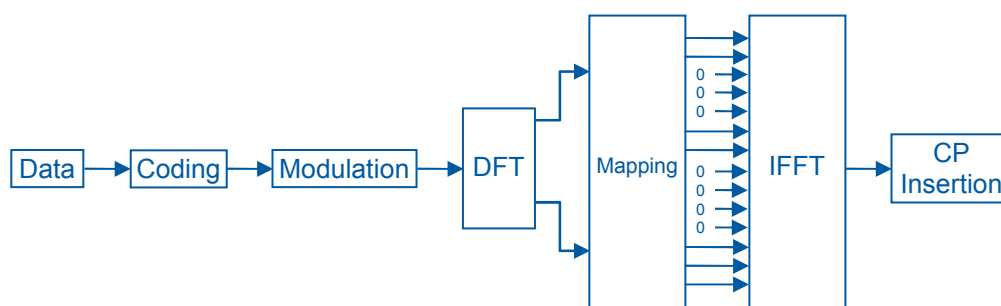 Data
Coding
Modulation
DFT
Mapping
0
0
0
0
0
0
0
IFFT
CP
Insertion